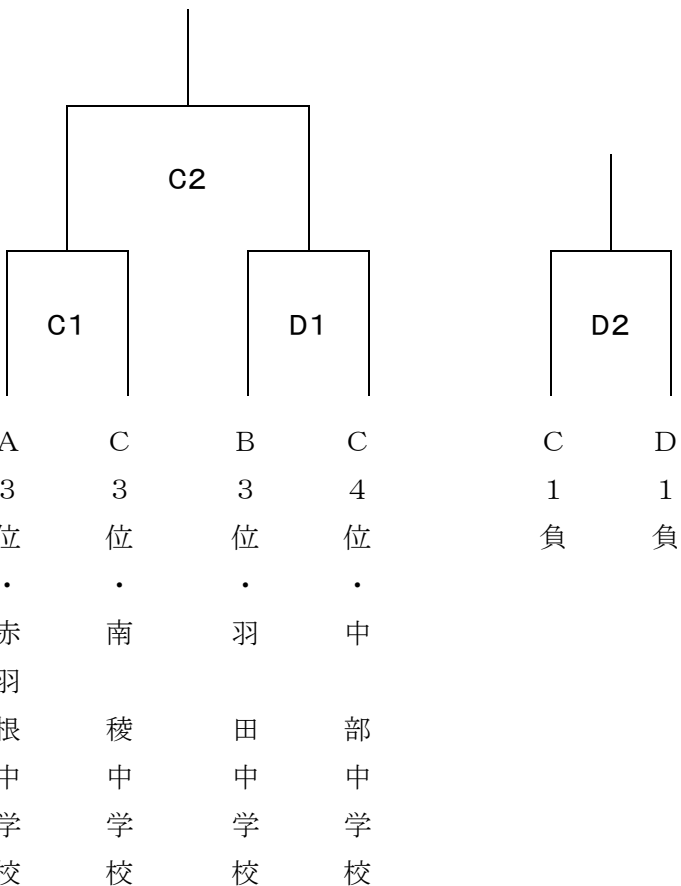 C2
C1
D1
D2
A3位・赤羽根中学校
C3位・南稜中学校
B3位・羽田中学校
C4位・中部中学校
C1負
D1負